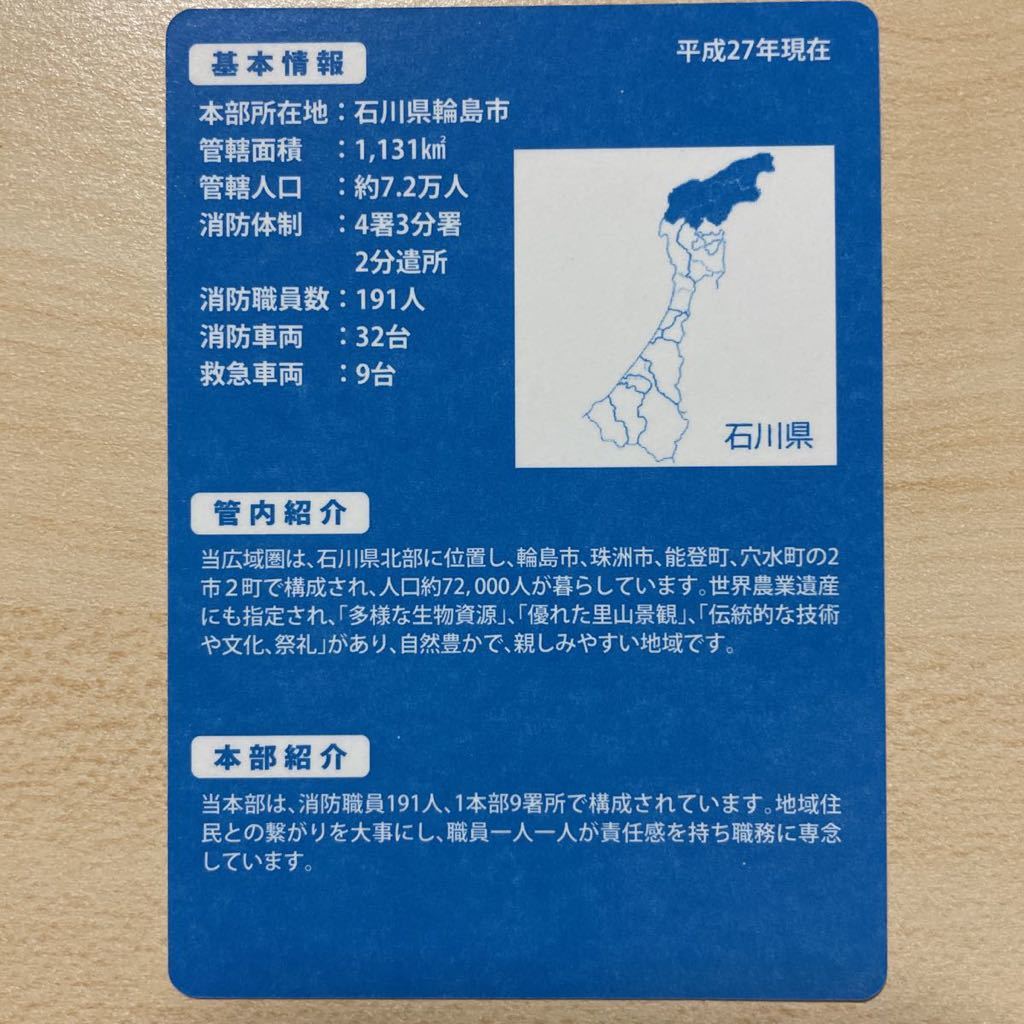 基本情報
平成27年現在
本部所在地：石川県輪島市
管轄面積　：1,131㎢
管轄人口　：約7.2万人
消防体制　：4署3分署
2分遣所
消防職員数：191人
消防車両　：32台
救急車両　：9台
石川県
管内紹介
当広域圏は、石川県北部に位置し、輪島市、珠洲市、能登町、穴水町の2
市２町で構成され、人口約72,000人が暮らしています。世界農業遺産
にも指定され、「多様な生物資源」、「優れた里山景観」、「伝統的な技術
や文化、祭礼」があり、自然豊かで、親しみやすい地域です。
本部紹介
当本部は、消防職員191人、1本部9署所で構成されています。地域住
民との繋がりを大事にし、職員一人一人が責任感を持ち職務に専念
しています。